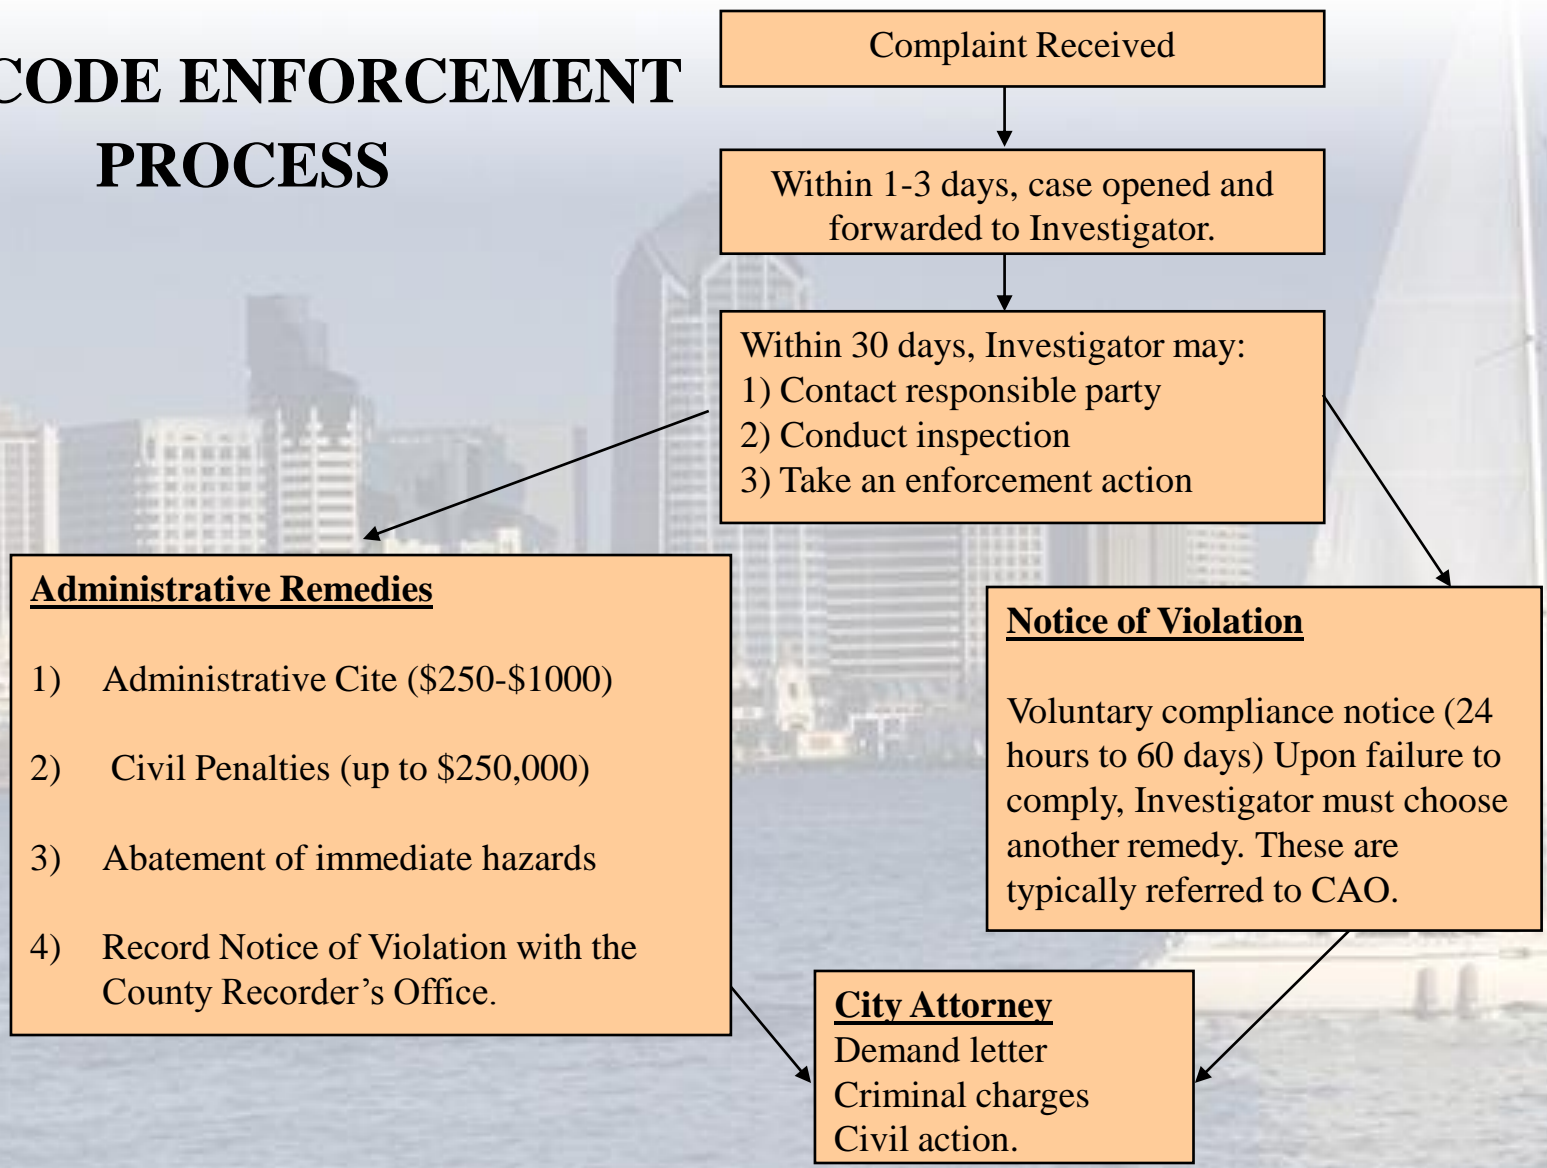 CODE ENFORCEMENT
PROCESS
Complaint Received
Within 1-3 days, case opened and
forwarded to Investigator.
Within 30 days, Investigator may:
1) Contact responsible party
2) Conduct inspection
3) Take an enforcement action
Administrative Remedies
1) Administrative Cite ($250-$1000)
2) Civil Penalties (up to $250,000)
3) Abatement of immediate hazards
4) Record Notice of Violation with the
County Recorder’s Office.
Notice of Violation
Voluntary compliance notice (24
hours to 60 days) Upon failure to
comply, Investigator must choose
another remedy. These are
typically referred to CAO.
City Attorney
Demand letter
Criminal charges
Civil action.